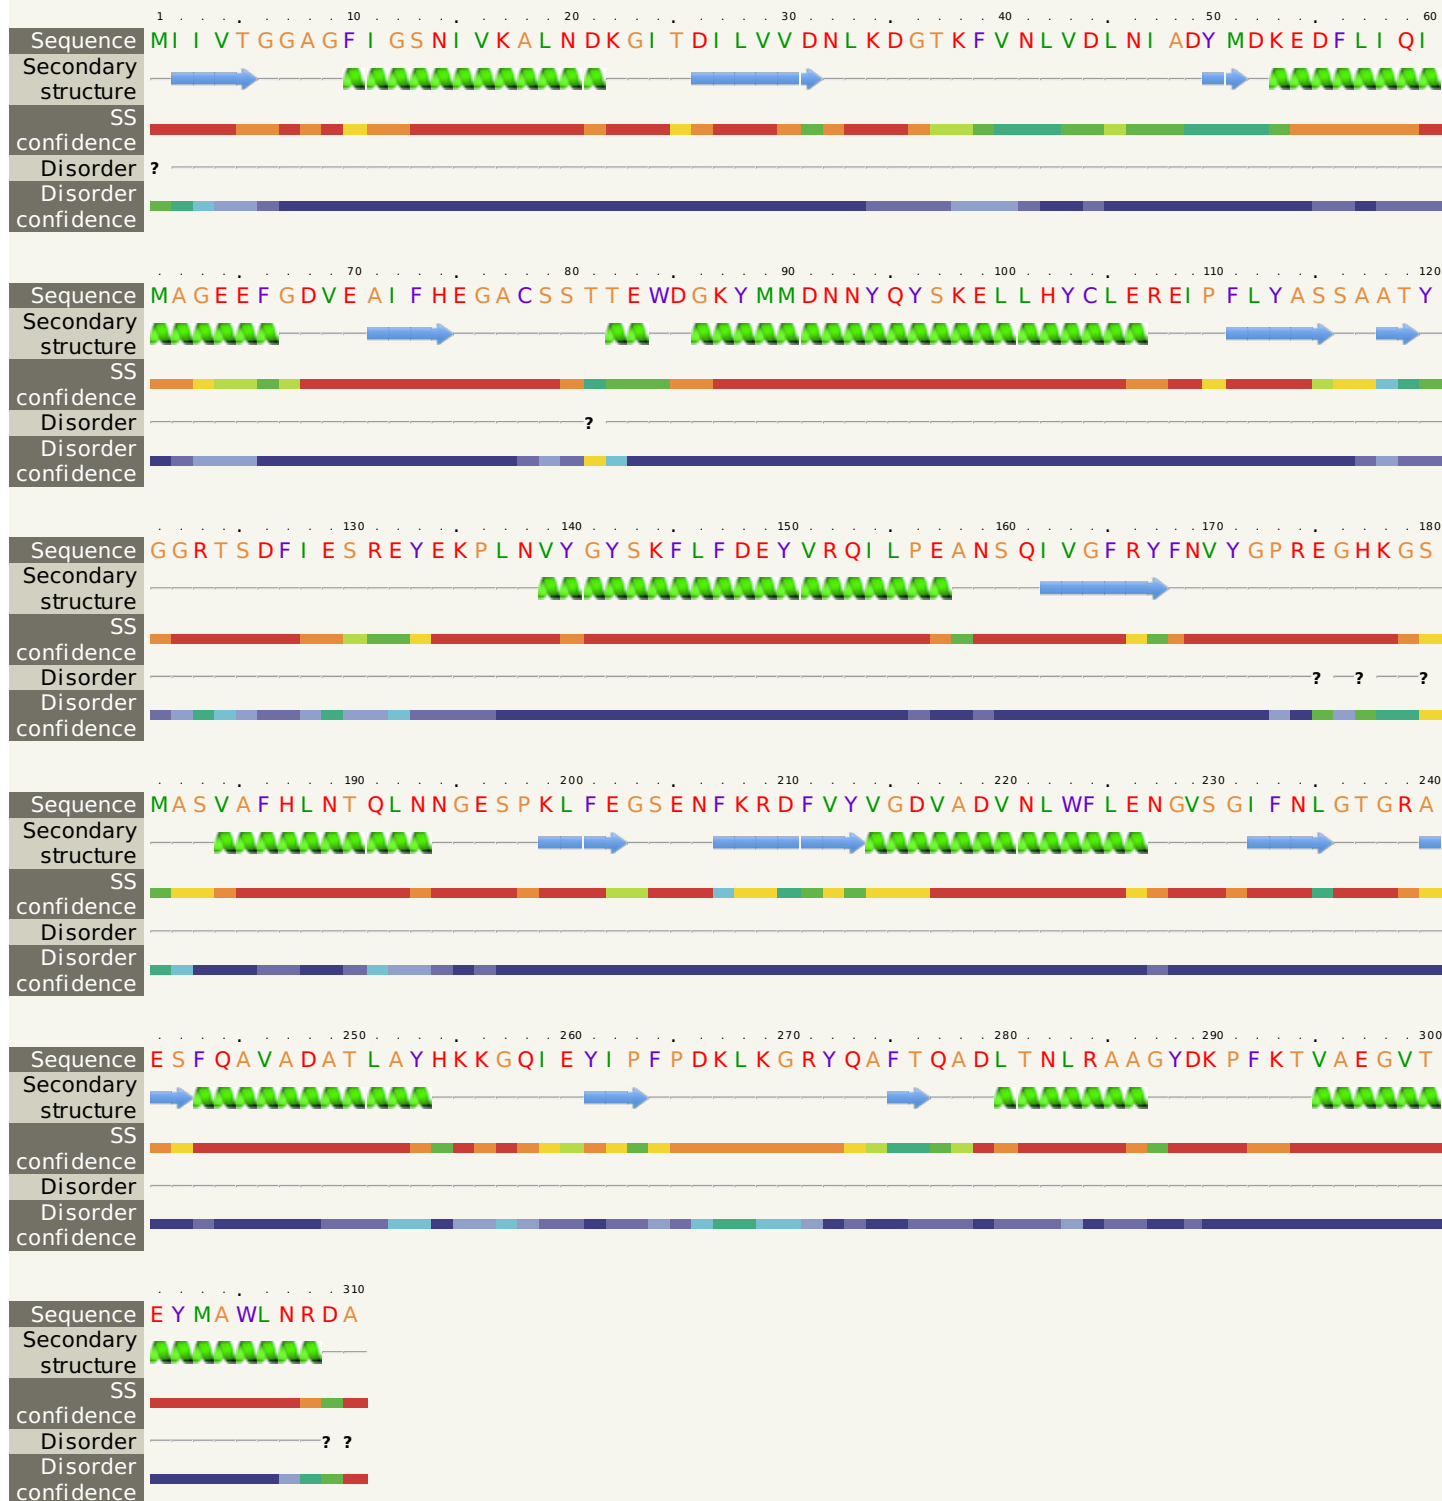 1 . . . . . . . . 10 . . . . . . . . . 20 . . . . . . . . . 30 . . . . . . . . . 40 . . . . . . . . . 50 . . . . . . . . . 60
Sequence MIIVTGGAGFIGSNIVKALNDKGITDILVVDNLKDGTKFVNLVDLNIADYMDKEDFLIQI
Secondary
structure
SS
confidence
Disorder ?
Disorder
confidence
. . . . . . . . . 70 . . . . . . . . . 80 . . . . . . . . . 90 . . . . . . . . . 100 . . . . . . . . . 110 . . . . . . . . . 120
Sequence MAGEEFGDVEAIFHEGACSSTTEWDGKYMMDNNYQYSKELLHYCLEREIPFLYASSAATY
Secondary
structure
SS
confidence
Disorder ?
Disorder
confidence
. . . . . . . . . 130 . . . . . . . . . 140 . . . . . . . . . 150 . . . . . . . . . 160 . . . . . . . . . 170 . . . . . . . . . 180
Sequence GGRTSDFIESREYEKPLNVYGYSKFLFDEYVRQILPEANSQIVGFRYFNVYGPREGHKGS
Secondary
structure
SS
confidence
Disorder ? ? ?
Disorder
confidence
. . . . . . . . . 190 . . . . . . . . . 200 . . . . . . . . . 210 . . . . . . . . . 220 . . . . . . . . . 230 . . . . . . . . . 240
Sequence MASVAFHLNTQLNNGESPKLFEGSENFKRDFVYVGDVADVNLWFLENGVSGIFNLGTGRA
Secondary
structure
SS
confidence
Disorder
Disorder
confidence
. . . . . . . . . 250 . . . . . . . . . 260 . . . . . . . . . 270 . . . . . . . . . 280 . . . . . . . . . 290 . . . . . . . . . 300
Sequence ESFQAVADATLAYHKKGQIEYIPFPDKLKGRYQAFTQADLTNLRAAGYDKPFKTVAEGVT
Secondary
structure
SS
confidence
Disorder
Disorder
confidence
. . . . . . . . . 310
Sequence EYMAWLNRDA
Secondary
structure
SS
confidence
Disorder ? ?
Disorder
confidence